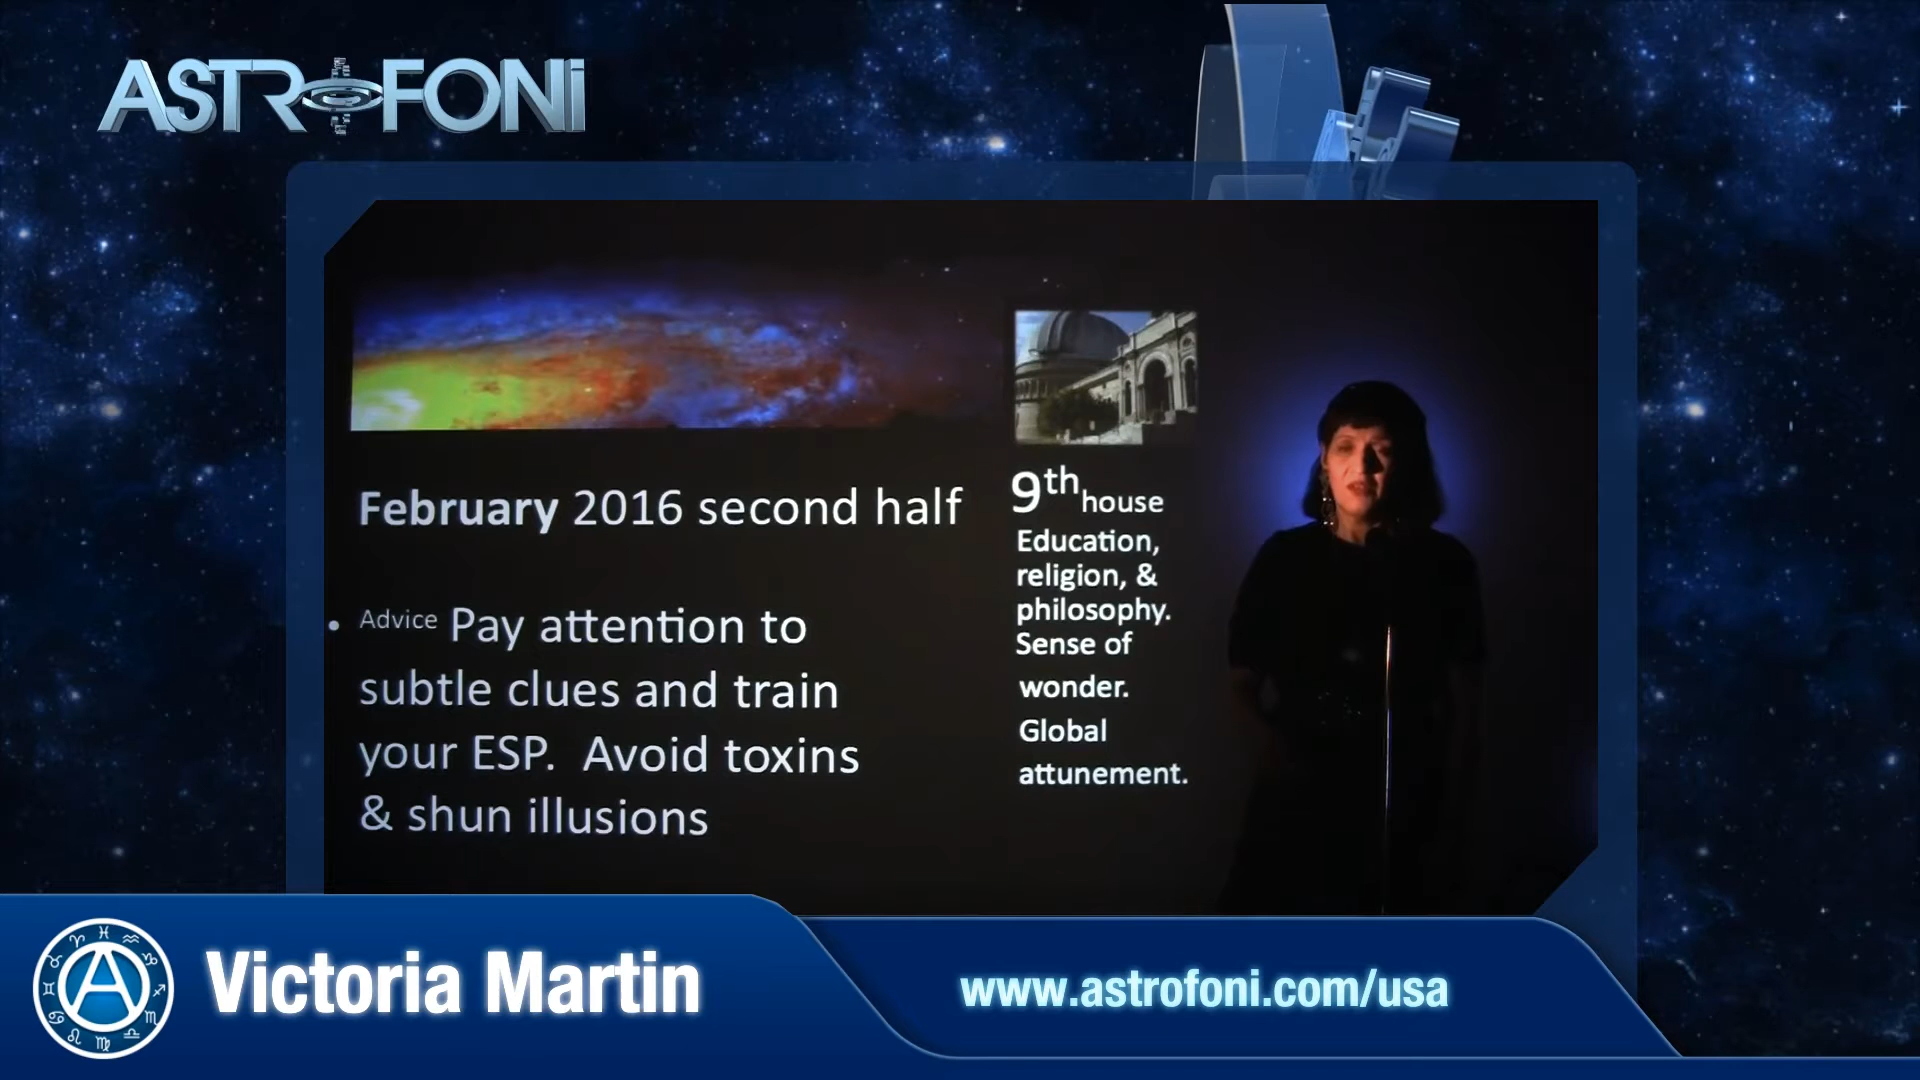 ASTROFONi
February 2016 second half
• Advice Pay attention to
subtle clues and train
your ESP. Avoid toxins
& shun illusions
9th house
Education,
religion, &
philosophy.
Sense of
wonder.
Global
attunement.
A
Victoria Martin
www.astrofoni.com/usa